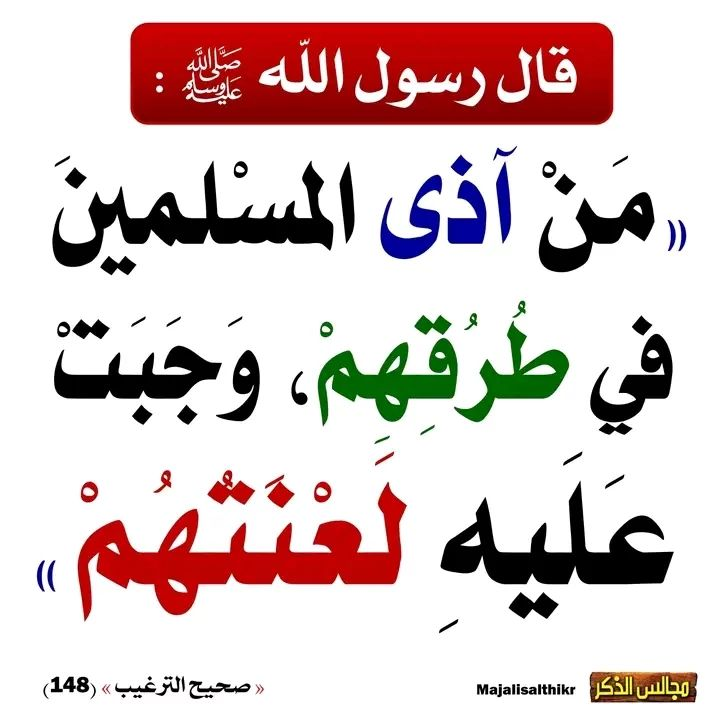 قال رسول الله ﷺ :
(( مَنْ آذى المسْلمينَ
في طُرُقِهِمْ، وَجَبَتْ
عَلَيهِ لَعْنَتُهُمْ ))
« صحيح الترغيب » (148)
Majalisalthikr
مجالس الذكر